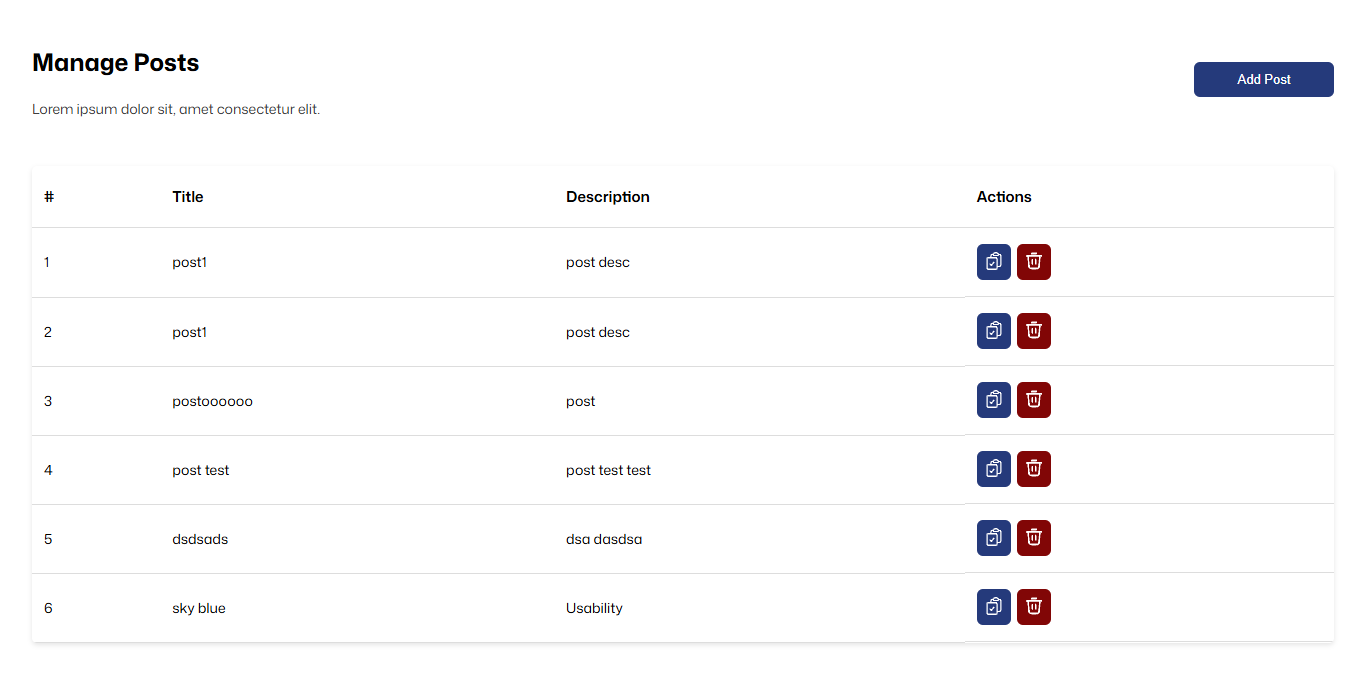 Manage Posts
Add Post
Lorem ipsum dolor sit, amet consectetur elit.
# Title Description Actions
1 post1 post desc
2 post1 post desc
3 postoooooo post
4 post test post test test
5 dsdsads dsa dasdsa
6 sky blue Usability